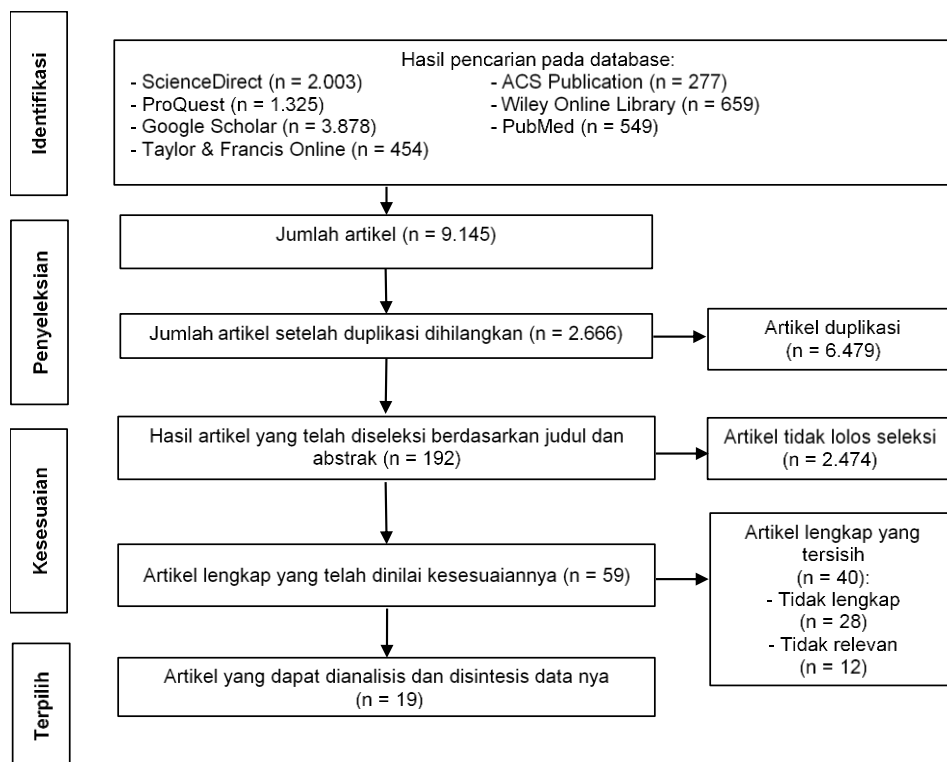 Identifikasi
Hasil pencarian pada database:
- ScienceDirect (n = 2.003)
- ProQuest (n = 1.325)
- Google Scholar (n = 3.878)
- Taylor & Francis Online (n = 454)
- ACS Publication (n = 277)
- Wiley Online Library (n = 659)
- PubMed (n = 549)
Penyeleksian
Jumlah artikel (n = 9.145)
Jumlah artikel setelah duplikasi dihilangkan (n = 2.666)
Artikel duplikasi
(n = 6.479)
Kesesuaian
Hasil artikel yang telah diseleksi berdasarkan judul dan
abstrak (n = 192)
Artikel tidak lolos seleksi
(n = 2.474)
Artikel lengkap yang telah dinilai kesesuaiannya (n = 59)
Artikel lengkap yang
tersisih
(n = 40):
- Tidak lengkap
(n = 28)
- Tidak relevan
(n = 12)
Terpilih
Artikel yang dapat dianalisis dan disintesis data nya
(n = 19)